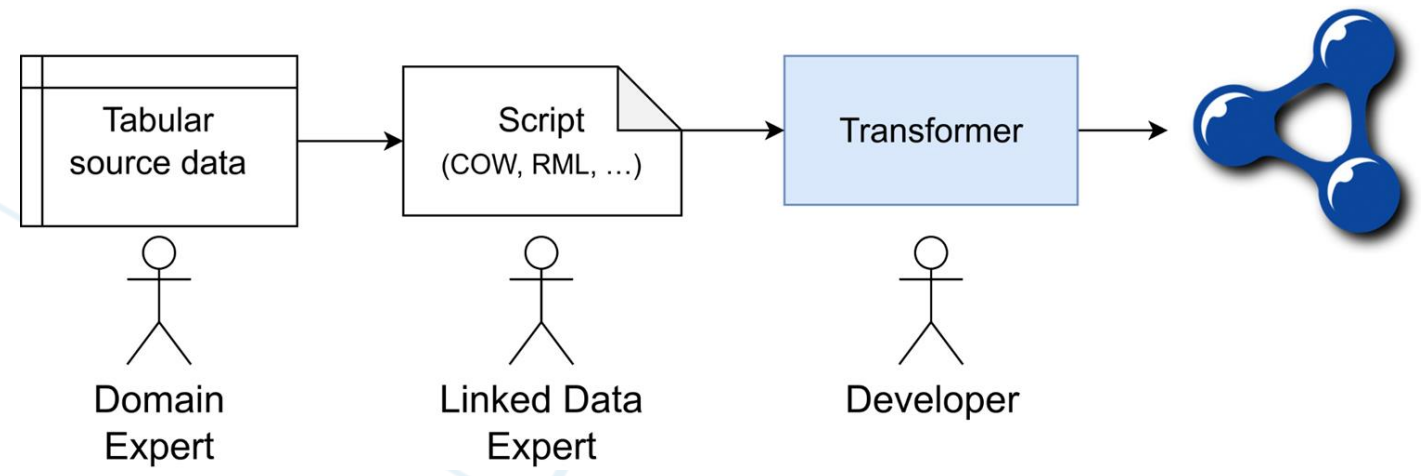 Tabular
source data
Script
(COW, RML, …)
Transformer
Domain
Expert
Linked Data
Expert
Developer